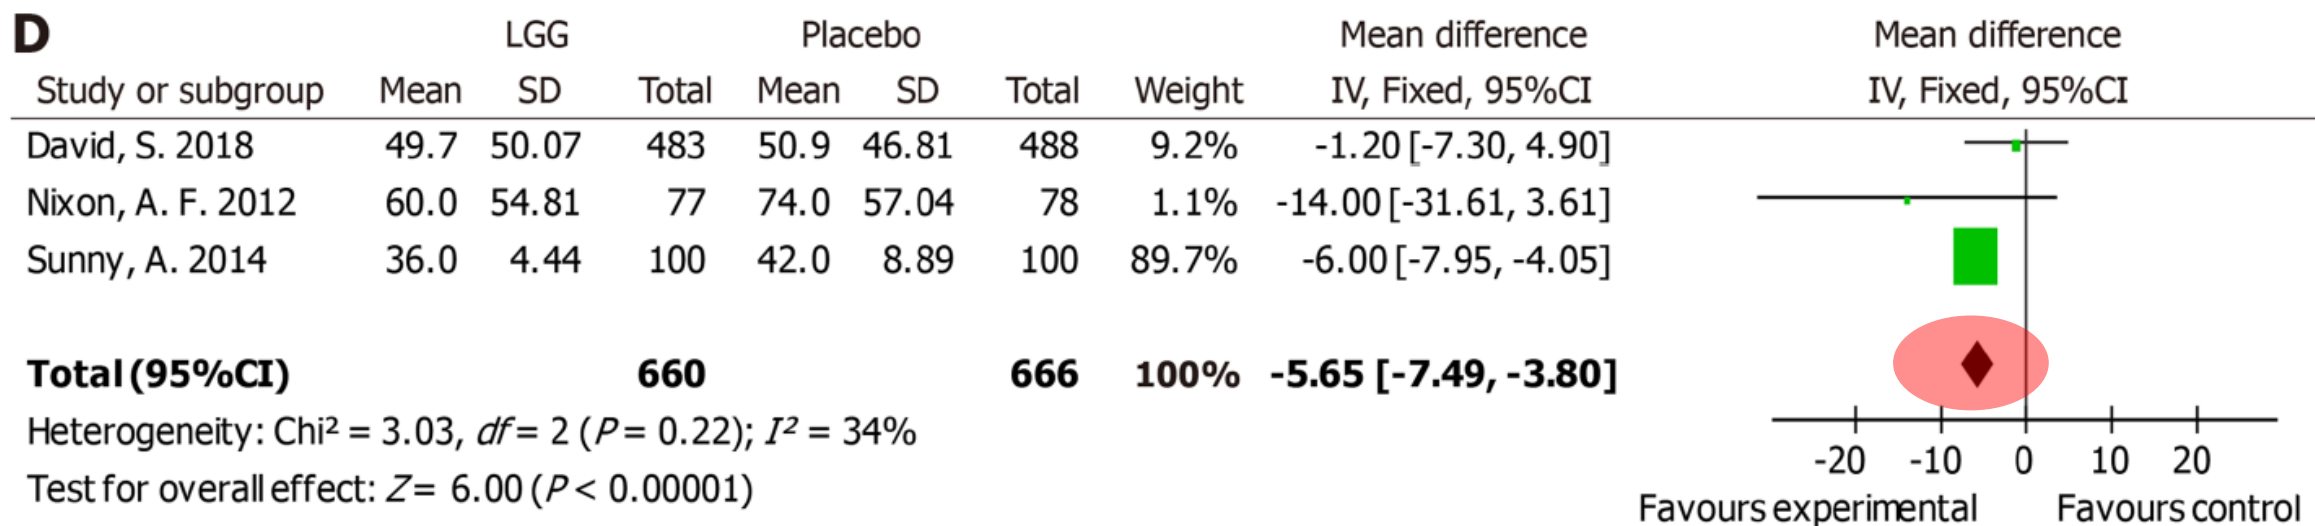 D LGG Placebo Mean difference Mean difference
Study or subgroup Mean SD Total Mean SD Total Weight IV, Fixed, 95%CI IV, Fixed, 95%CI
David, S. 2018 49.7 50.07 483 50.9 46.81 488 9.2% -1.20 [-7.30, 4.90]
Nixon, A. F. 2012 60.0 54.81 77 74.0 57.04 78 1.1% -14.00 [-31.61, 3.61]
Sunny, A. 2014 36.0 4.44 100 42.0 8.89 100 89.7% -6.00 [-7.95, -4.05]
Total (95%CI) 660 666 100% -5.65 [-7.49, -3.80]
Heterogeneity: Chi² = 3.03, df = 2 (P = 0.22); I² = 34%
Test for overall effect: Z = 6.00 (P < 0.00001)
-20 -10 0 10 20
Favours experimental Favours control